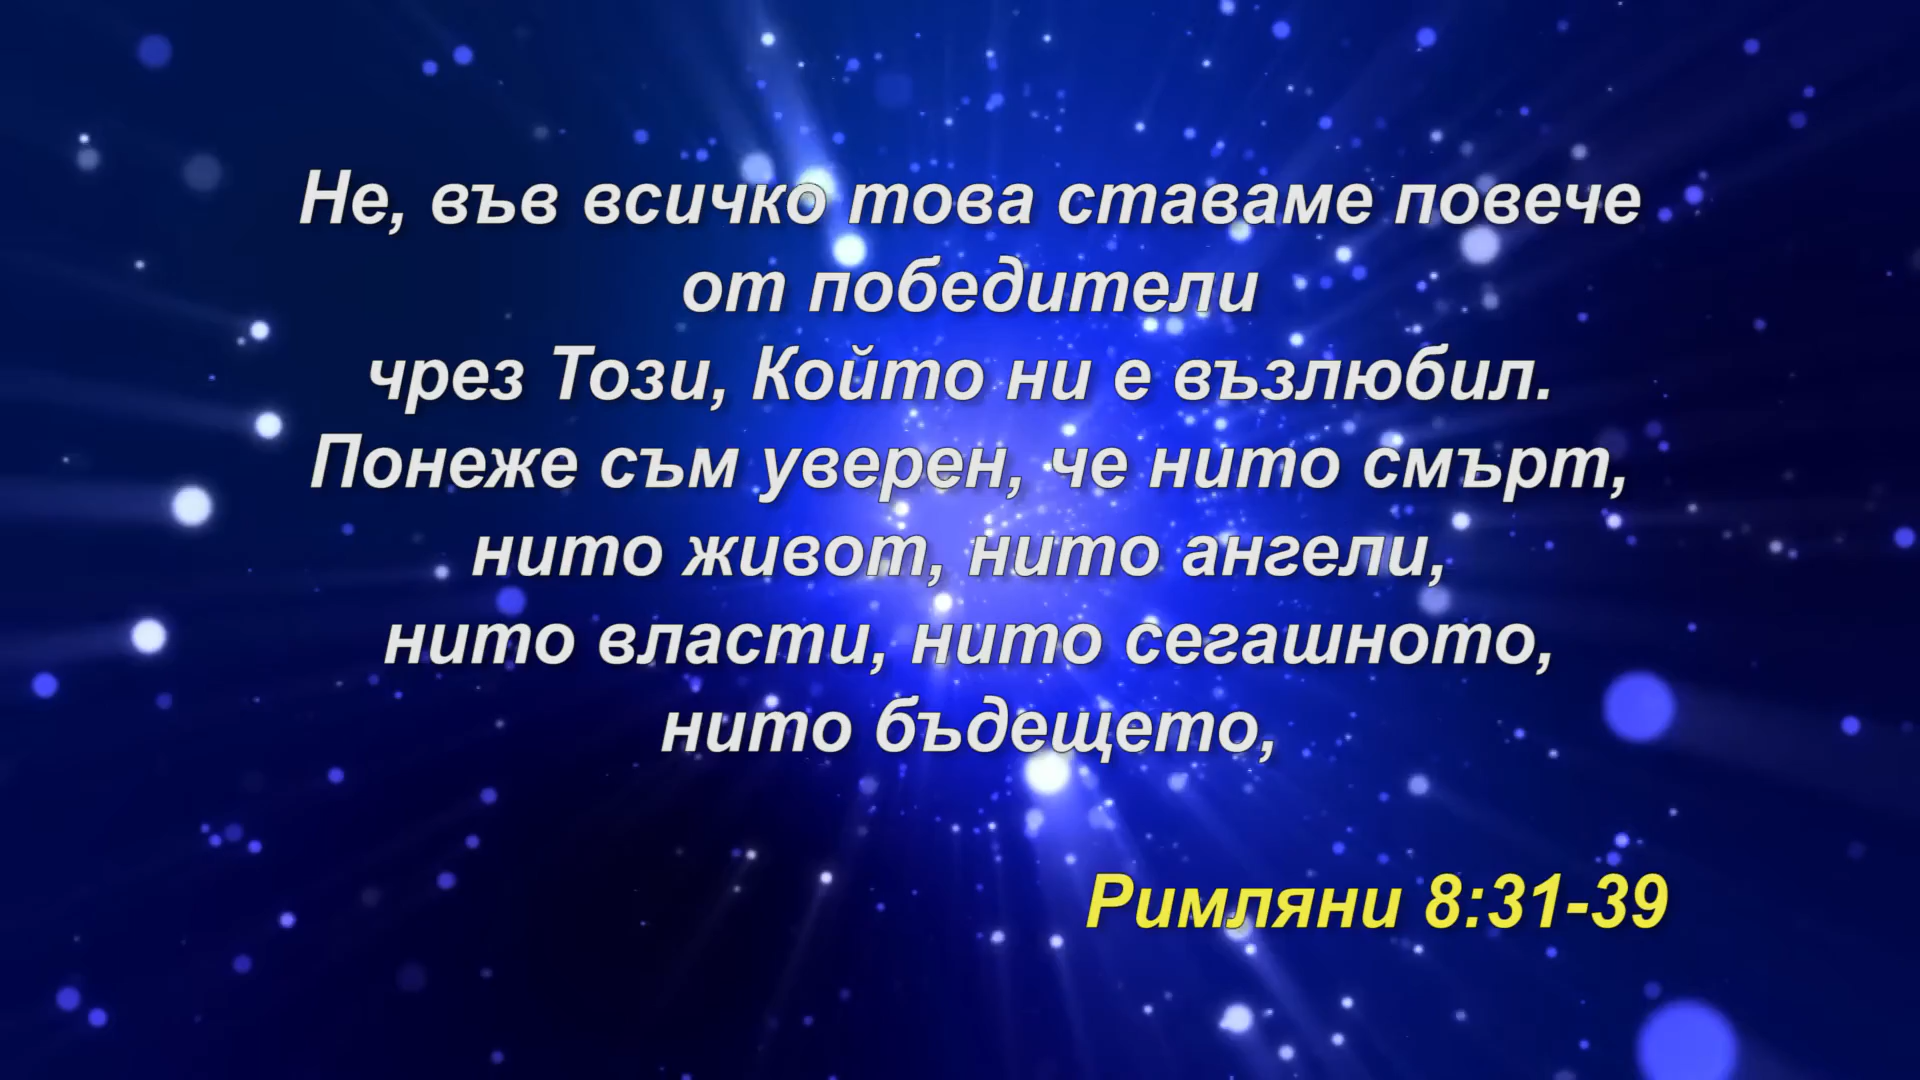 Не, във всичко това ставаме повече
от победители
чрез Този, Който ни е възлюбил.
Понеже съм уверен, че нито смърт,
нито живот, нито ангели,
нито власти, нито сегашното,
нито бъдещето,
Римляни 8:31-39